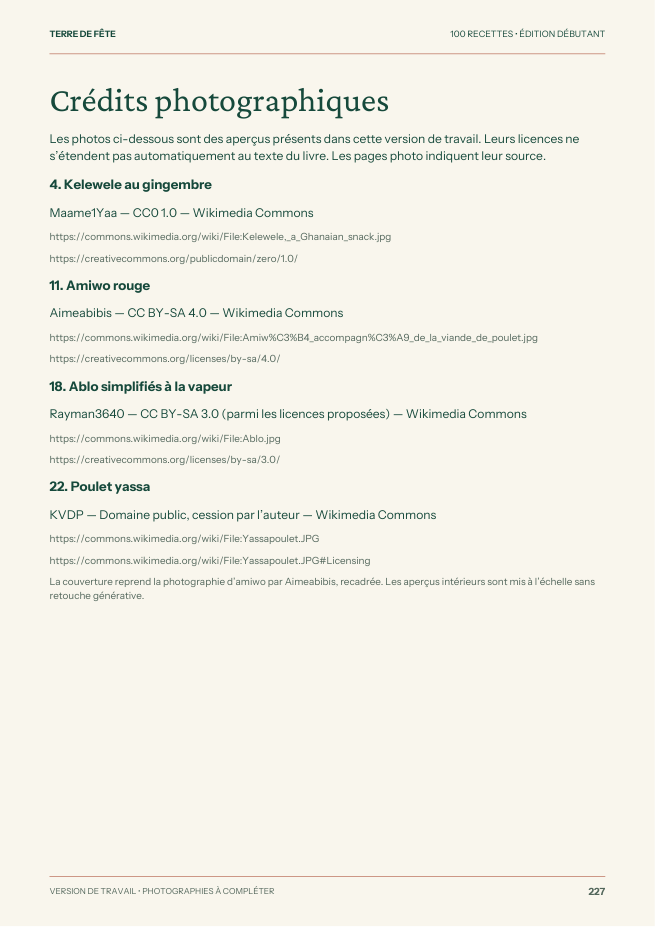 TERRE DE FÊTE
100 RECETTES • ÉDITION DÉBUTANT
Crédits photographiques
Les photos ci-dessous sont des aperçus présents dans cette version de travail. Leurs licences ne
s’étendent pas automatiquement au texte du livre. Les pages photo indiquent leur source.
4. Kelewele au gingembre
Maame1Yaa — CC0 1.0 — Wikimedia Commons
https://commons.wikimedia.org/wiki/File:Kelewele,_a_Ghanaian_snack.jpg
https://creativecommons.org/publicdomain/zero/1.0/
11. Amiwo rouge
Aimeabibis — CC BY-SA 4.0 — Wikimedia Commons
https://commons.wikimedia.org/wiki/File:Amiw%C3%B4_accompagn%C3%A9_de_la_viande_de_poulet.jpg
https://creativecommons.org/licenses/by-sa/4.0/
18. Ablo simplifiés à la vapeur
Rayman3640 — CC BY-SA 3.0 (parmi les licences proposées) — Wikimedia Commons
https://commons.wikimedia.org/wiki/File:Ablo.jpg
https://creativecommons.org/licenses/by-sa/3.0/
22. Poulet yassa
KVDP — Domaine public, cession par l’auteur — Wikimedia Commons
https://commons.wikimedia.org/wiki/File:Yassapoulet.JPG
https://commons.wikimedia.org/wiki/File:Yassapoulet.JPG#Licensing
La couverture reprend la photographie d’amiwo par Aimeabibis, recadrée. Les aperçus intérieurs sont mis à l’échelle sans
retouche générative.
VERSION DE TRAVAIL • PHOTOGRAPHIES À COMPLÉTER
227